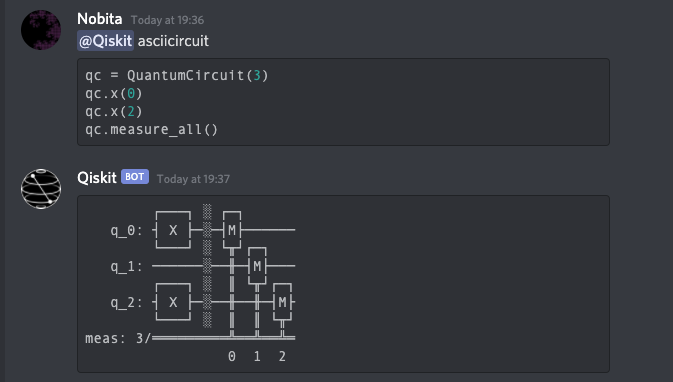 Nobita Today at 19:36
@Qiskit asciicircuit
qc = QuantumCircuit(3)
qc.x(0)
qc.x(2)
qc.measure_all()
Qiskit BOT Today at 19:37
        ┌───┐ ░ ┌─┐
   q_0: ┤ X ├─░─┤M├──────
        └───┘ ░ └╥┘┌─┐
   q_1: ──────░──╫─┤M├───
        ┌───┐ ░  ║ └╥┘┌─┐
   q_2: ┤ X ├─░──╫──╫─┤M├
        └───┘ ░  ║  ║ └╥┘
meas: 3/═════════╩══╩══╩═
                 0  1  2